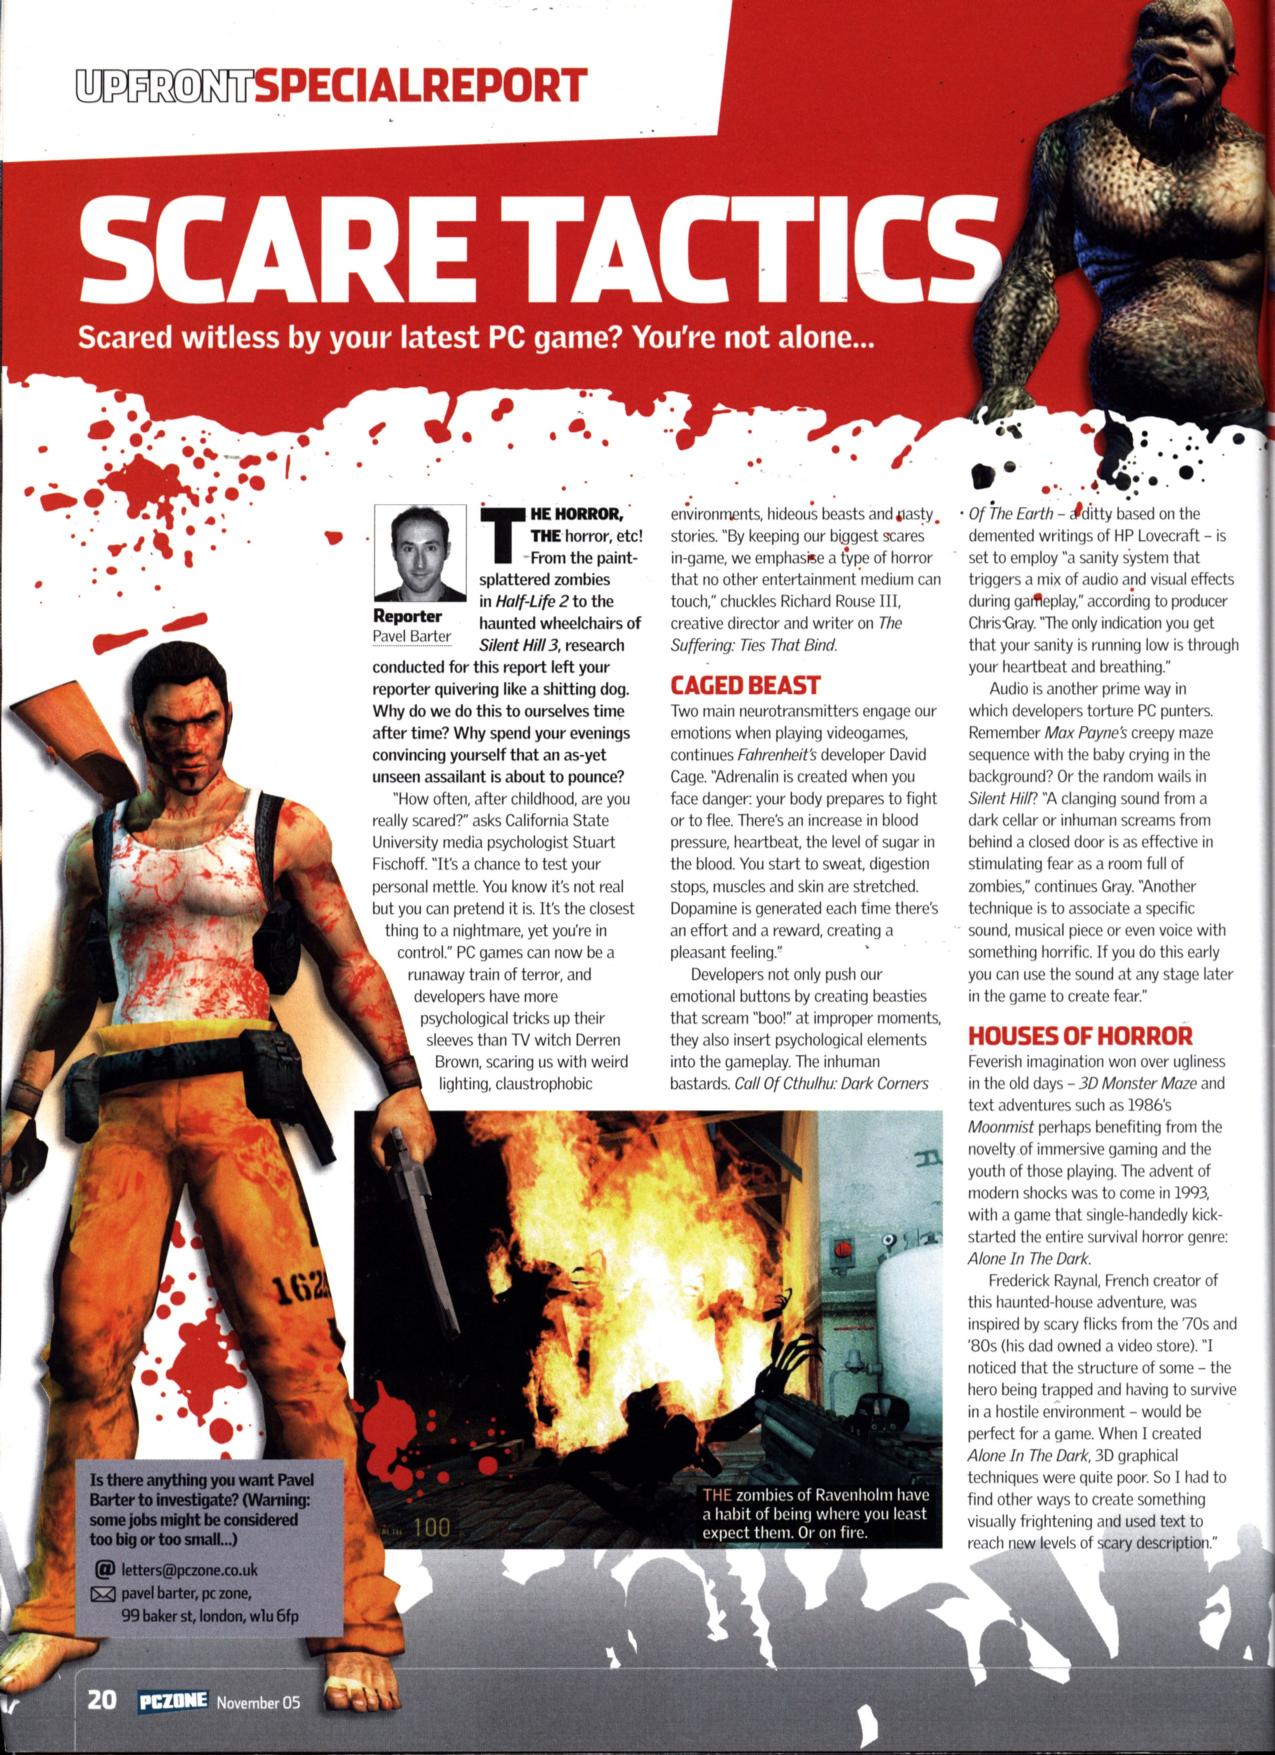 UPFRONTSPECIALREPORT
SCARE TACTICS
Scared witless by your latest PC game? You're not alone...
Reporter
Pavel Barter
THE HORROR,
THE horror, etc!
From the paint-
splattered zombies
in Half-Life 2 to the
haunted wheelchairs of
Silent Hill 3, research
conducted for this report left your
reporter quivering like a shitting dog.
Why do we do this to ourselves time
after time? Why spend your evenings
convincing yourself that an as-yet
unseen assailant is about to pounce?
"How often, after childhood, are you
really scared?" asks California State
University media psychologist Stuart
Fischoff. "It's a chance to test your
personal mettle. You know it's not real
but you can pretend it is. It's the closest
thing to a nightmare, yet you're in
control." PC games can now be a
runaway train of terror, and
developers have more
psychological tricks up their
sleeves than TV witch Derren
Brown, scaring us with weird
lighting, claustrophobic
environments, hideous beasts and nasty
stories. "By keeping our biggest scares
in-game, we emphasise a type of horror
that no other entertainment medium can
touch," chuckles Richard Rouse III,
creative director and writer on The
Suffering: Ties That Bind.
CAGED BEAST
Two main neurotransmitters engage our
emotions when playing videogames,
continues Fahrenheit's developer David
Cage. "Adrenalin is created when you
face danger: your body prepares to fight
or to flee. There's an increase in blood
pressure, heartbeat, the level of sugar in
the blood. You start to sweat, digestion
stops, muscles and skin are stretched.
Dopamine is generated each time there's
an effort and a reward, creating a
pleasant feeling."
Developers not only push our
emotional buttons by creating beasties
that scream "boo!" at improper moments,
they also insert psychological elements
into the gameplay. The inhuman
bastards. Call Of Cthulhu: Dark Corners
Of The Earth – a ditty based on the
demented writings of HP Lovecraft – is
set to employ "a sanity system that
triggers a mix of audio and visual effects
during gameplay," according to producer
Chris Gray. "The only indication you get
that your sanity is running low is through
your heartbeat and breathing."
Audio is another prime way in
which developers torture PC punters.
Remember Max Payne's creepy maze
sequence with the baby crying in the
background? Or the random wails in
Silent Hill? "A clanging sound from a
dark cellar or inhuman screams from
behind a closed door is as effective in
stimulating fear as a room full of
zombies," continues Gray. "Another
technique is to associate a specific
sound, musical piece or even voice with
something horrific. If you do this early
you can use the sound at any stage later
in the game to create fear."
HOUSES OF HORROR
Feverish imagination won over ugliness
in the old days – 3D Monster Maze and
text adventures such as 1986's
Moonmist perhaps benefiting from the
novelty of immersive gaming and the
youth of those playing. The advent of
modern shocks was to come in 1993,
with a game that single-handedly kick-
started the entire survival horror genre:
Alone In The Dark.
Frederick Raynal, French creator of
this haunted-house adventure, was
inspired by scary flicks from the '70s and
'80s (his dad owned a video store). "I
noticed that the structure of some – the
hero being trapped and having to survive
in a hostile environment – would be
perfect for a game. When I created
Alone In The Dark, 3D graphical
techniques were quite poor. So I had to
find other ways to create something
visually frightening and used text to
reach new levels of scary description."
THE zombies of Ravenholm have
a habit of being where you least
expect them. Or on fire.
100
Is there anything you want Pavel
Barter to investigate? (Warning:
some jobs might be considered
too big or too small...)
@ letters@pczone.co.uk
pavel barter, pc zone,
99 baker st, london, w1u 6fp
20 PCZONE November 05